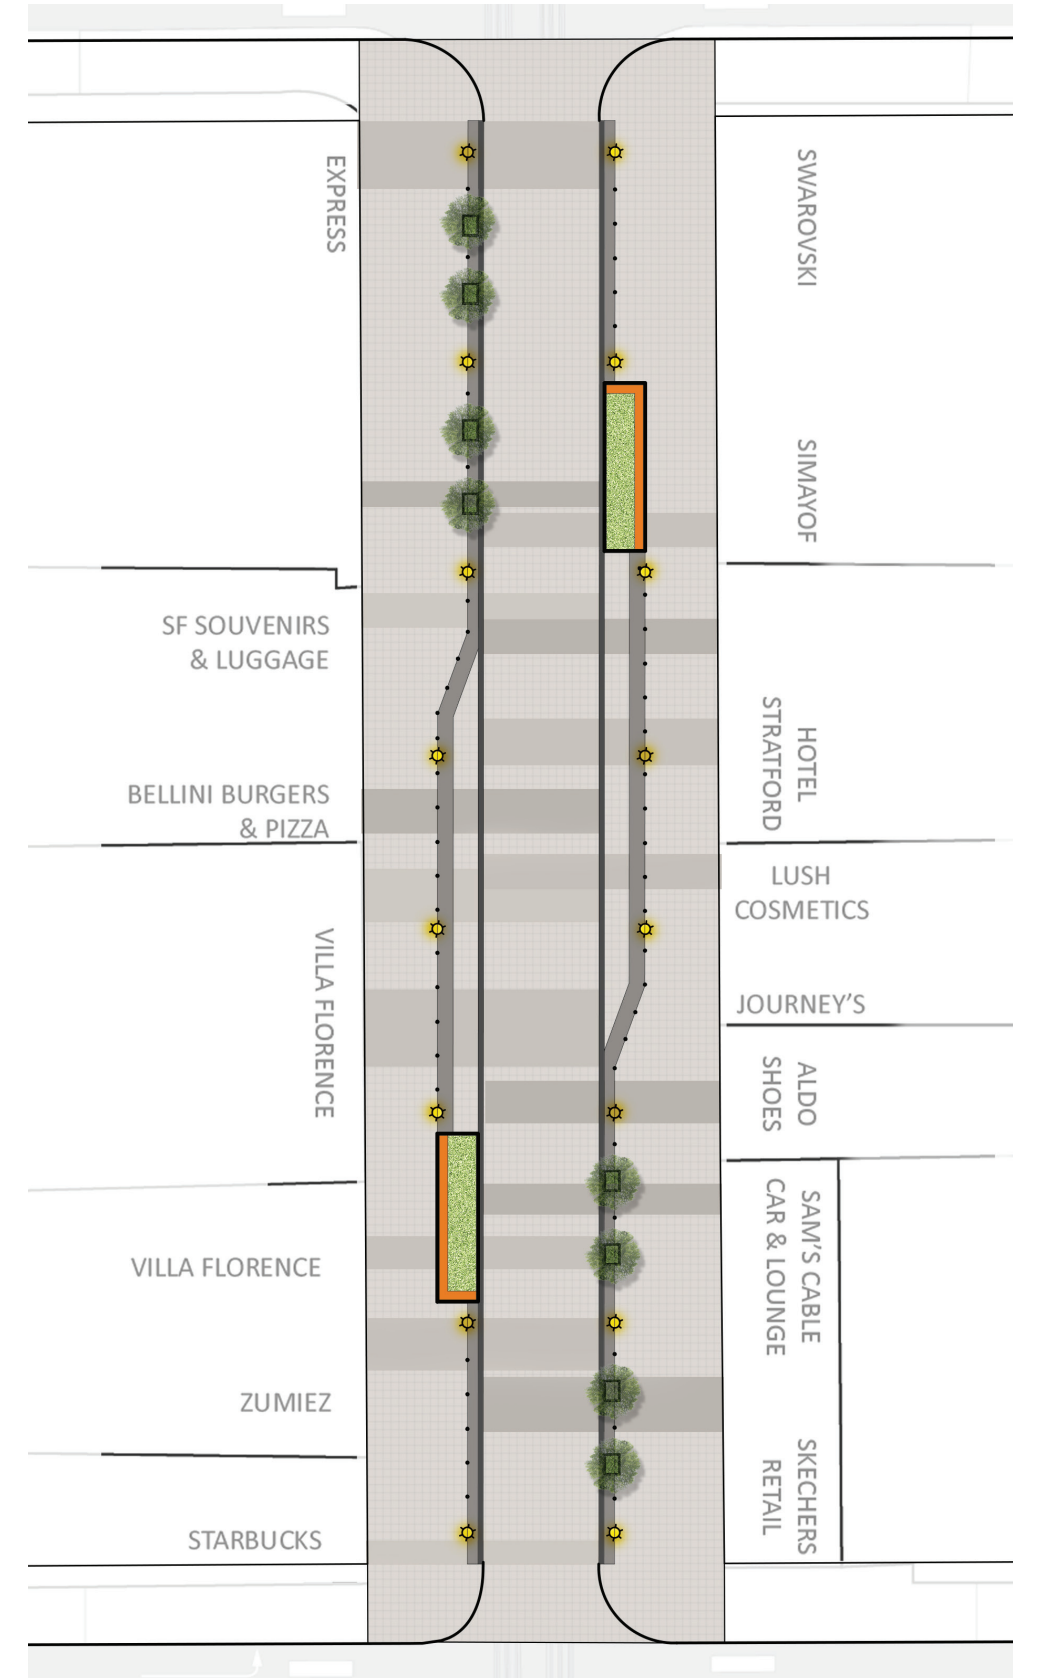 EXPRESS
SF SOUVENIRS
& LUGGAGE
BELLINI BURGERS
& PIZZA
VILLA FLORENCE
VILLA FLORENCE
ZUMIEZ
STARBUCKS
SWAROVSKI
SIMAYOF
HOTEL
STRATFORD
LUSH
COSMETICS
JOURNEY'S
ALDO
SHOES
SAM'S CABLE
CAR & LOUNGE
SKECHERS
RETAIL